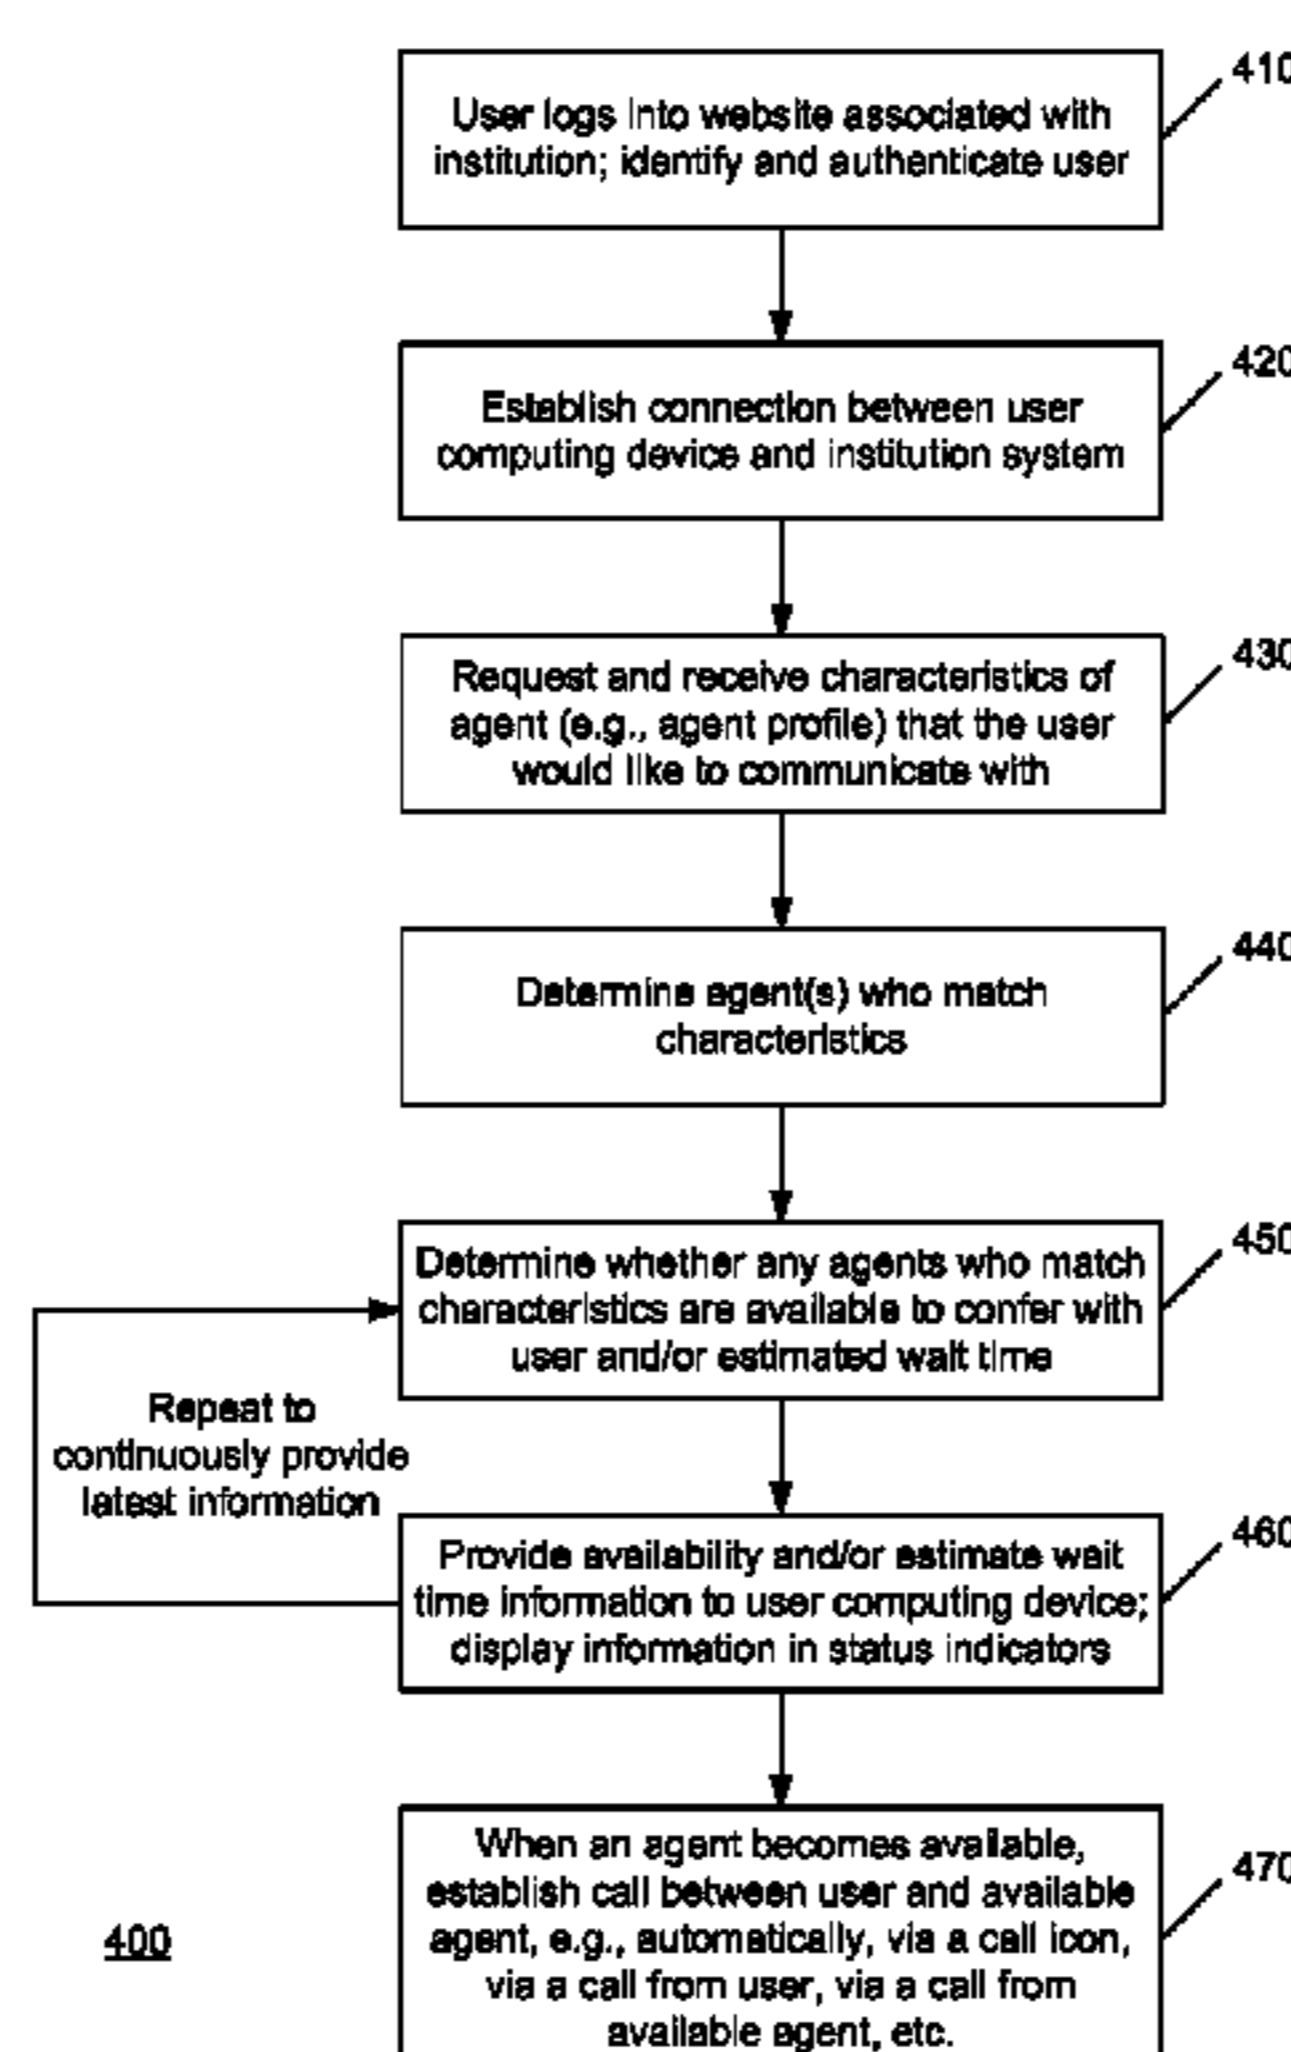 410
User logs into website associated with
institution; identify and authenticate user
420
Establish connection between user
computing device and institution system
430
Request and receive characteristics of
agent (e.g., agent profile) that the user
would like to communicate with
440
Determine agent(s) who match
characteristics
450
Determine whether any agents who match
characteristics are available to confer with
user and/or estimated wait time
Repeat to
continuously provide
latest information
460
Provide availability and/or estimate wait
time information to user computing device;
display information in status indicators
470
When an agent becomes available,
establish call between user and available
agent, e.g., automatically, via a call icon,
via a call from user, via a call from
available agent, etc.
400